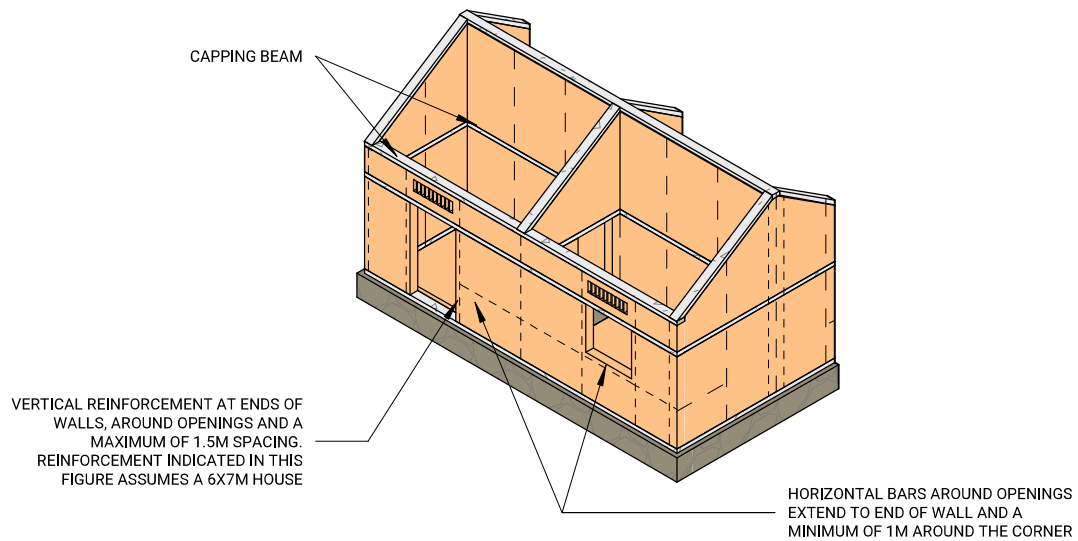 CAPPING BEAM
VERTICAL REINFORCEMENT AT ENDS OF
WALLS, AROUND OPENINGS AND A
MAXIMUM OF 1.5M SPACING.
REINFORCEMENT INDICATED IN THIS
FIGURE ASSUMES A 6X7M HOUSE
HORIZONTAL BARS AROUND OPENINGS
EXTEND TO END OF WALL AND A
MINIMUM OF 1M AROUND THE CORNER